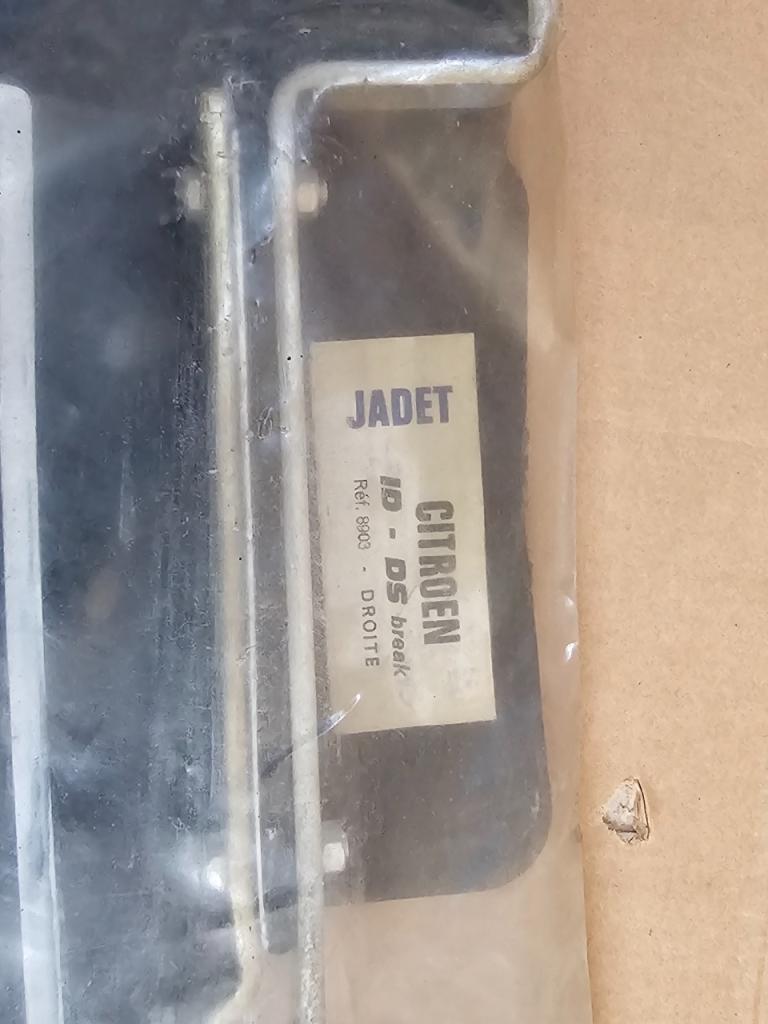 JADET
CITROEN
ID - DS break
Réf. 8903 - DROITE